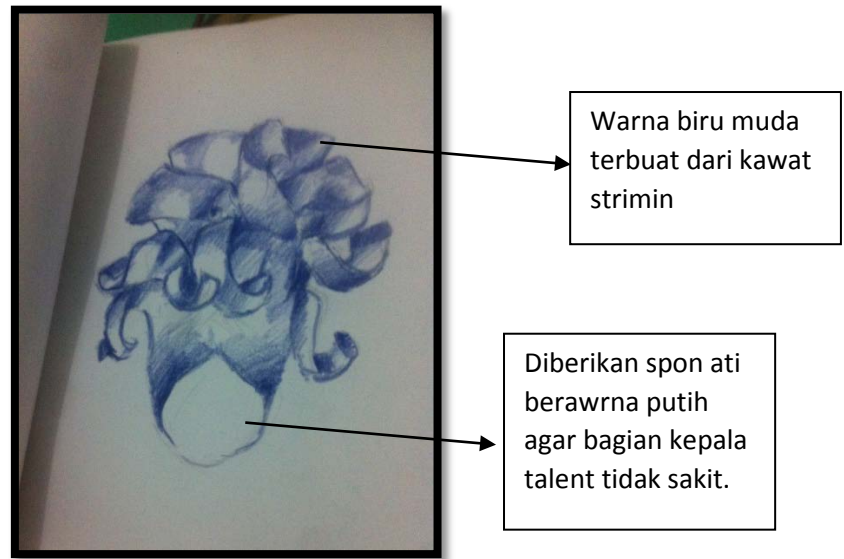 Warna biru muda
terbuat dari kawat
strimin
Diberikan spon ati
berawrna putih
agar bagian kepala
talent tidak sakit.